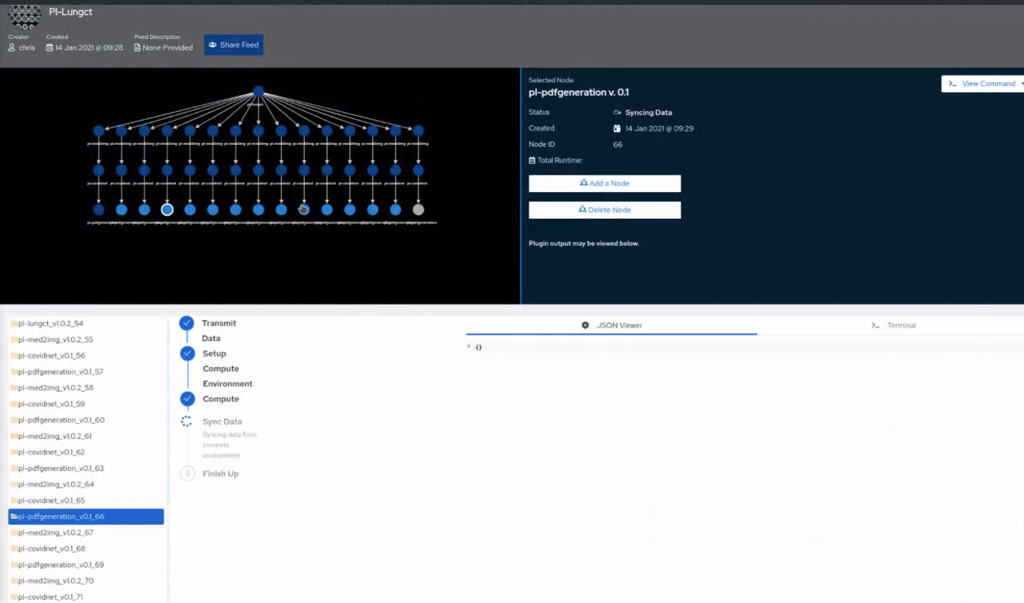 Pl-Lungct
Creator
chris
Created
14 Jan 2021 @ 09:28
Feed Description
None Provided
Share Feed
Selected Node:
pl-pdfgeneration v. 0.1
View Command
Status
Syncing Data
Created
14 Jan 2021 @ 09:29
Node ID
66
Total Runtime:
Add a Node
Delete Node
Plugin output may be viewed below.
pl-lungct_v1.0.2_54
pl-med2img_v1.0.2_55
pl-covidnet_v0.1_56
pl-pdfgeneration_v0.1_57
pl-med2img_v1.0.2_58
pl-covidnet_v0.1_59
pl-pdfgeneration_v0.1_60
pl-med2img_v1.0.2_61
pl-covidnet_v0.1_62
pl-pdfgeneration_v0.1_63
pl-med2img_v1.0.2_64
pl-covidnet_v0.1_65
pl-pdfgeneration_v0.1_66
pl-med2img_v1.0.2_67
pl-covidnet_v0.1_68
pl-pdfgeneration_v0.1_69
pl-med2img_v1.0.2_70
pl-covidnet_v0.1_71
Transmit
Data
Setup
Compute
Environment
Compute
Sync Data
Syncing data from
compute
environment
5 Finish Up
JSON Viewer
Terminal
{}